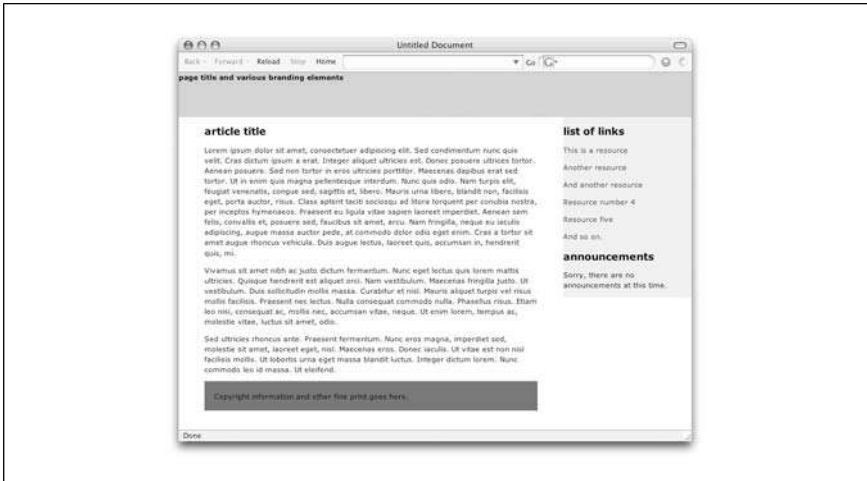 Untitled Document
Back Forward Reload Stop Home Go
page title and various branding elements
article title
Lorem ipsum dolor sit amet, consectetuer adipiscing elit. Sed condimentum nunc quis
velit. Cras dictum ipsum a erat. Integer aliquet ultricies est. Donec posuere ultrices tortor.
Aenean posuere. Sed non tortor in eros ultricies porttitor. Maecenas dapibus erat sed
tortor. Ut in enim quis magna pellentesque interdum. Nunc quis odio. Nam turpis elit,
feugiat venenatis, congue sed, sagittis et, libero. Mauris urna libero, blandit non, facilisis
eget, porta auctor, risus. Class aptent taciti sociosqu ad litora torquent per conubia nostra,
per inceptos hymenaeos. Praesent eu ligula vitae sapien laoreet imperdiet. Aenean sem
felis, convallis et, posuere sed, faucibus sit amet, arcu. Nam fringilla, neque eu iaculis
adipiscing, augue massa auctor pede, at commodo dolor odio eget enim. Cras a tortor sit
amet augue rhoncus vehicula. Duis augue lectus, laoreet quis, accumsan in, hendrerit
quis, mi.
Vivamus sit amet nibh ac justo dictum fermentum. Nunc eget lectus quis lorem mattis
ultricies. Quisque hendrerit est aliquet orci. Nam vestibulum. Maecenas fringilla justo. Ut
vestibulum. Duis sollicitudin mollis massa. Curabitur et nisl. Mauris aliquet turpis vel risus
mollis facilisis. Praesent nec lectus. Nulla consequat commodo nulla. Phasellus risus. Etiam
leo nisi, consequat ac, mollis nec, accumsan vitae, neque. Ut enim lorem, tempus ac,
molestie vitae, luctus sit amet, odio.
Sed ultricies rhoncus ante. Praesent fermentum. Nunc eros magna, imperdiet sed,
molestie sit amet, laoreet eget, nisl. Maecenas eros. Donec iaculis. Ut vitae est non nisl
facilisis mollis. Ut lobortis urna eget massa blandit luctus. Integer dictum lorem. Nunc
commodo leo id massa. Ut eleifend.
Copyright information and other fine print goes here.
list of links
This is a resource
Another resource
And another resource
Resource number 4
Resource five
And so on.
announcements
Sorry, there are no
announcements at this time.
Done